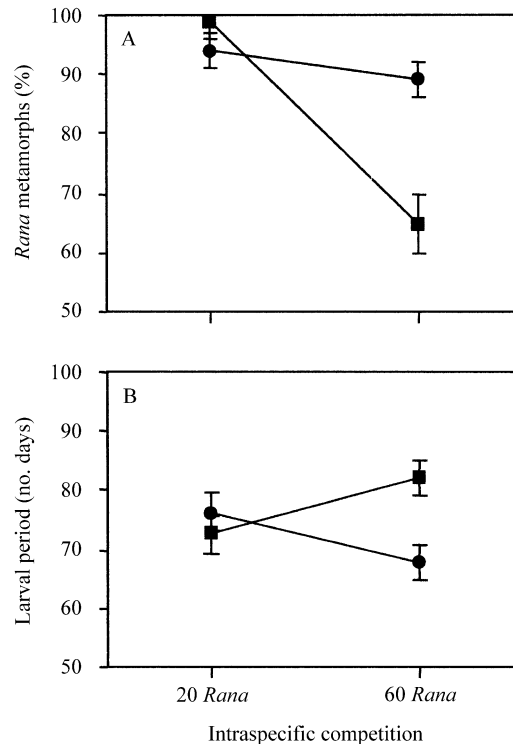 100
A
90
80
70
60
50
Rana metamorphs (%)
100
B
90
80
70
60
50
Larval period (no. days)
20 Rana
60 Rana
Intraspecific competition